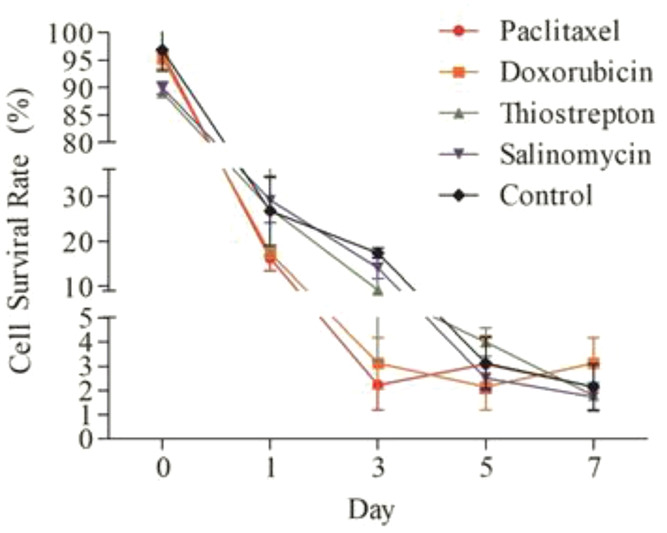 Cell Surviral Rate (%)
100
95
90
85
80
30
20
10
5
4
3
2
1
0
0 1 3 5 7
Day
Paclitaxel
Doxorubicin
Thiostrepton
Salinomycin
Control